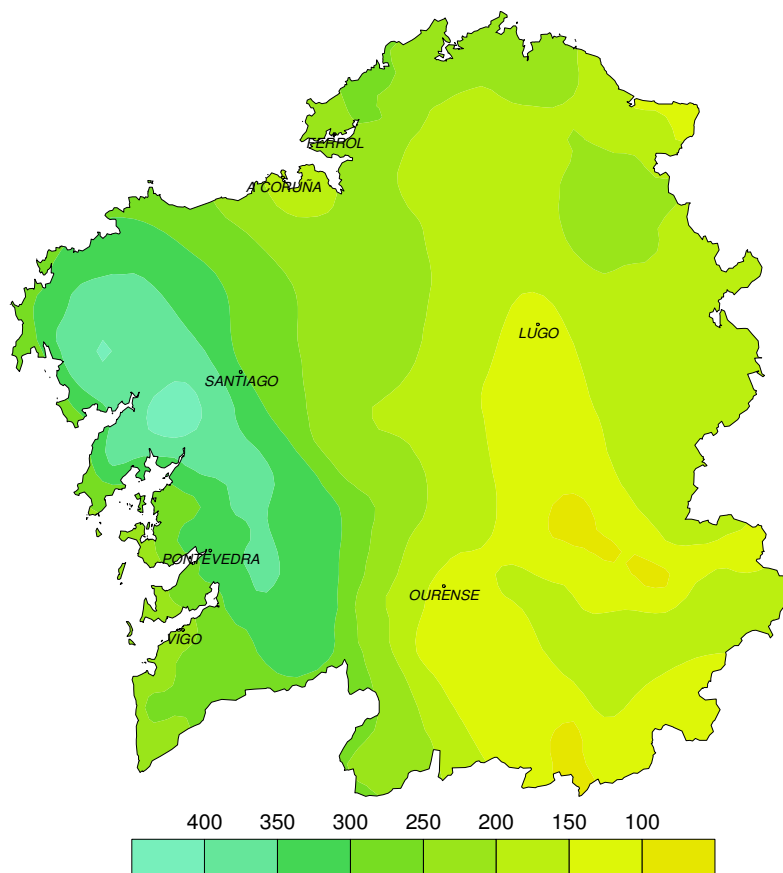 FERROL
A CORUÑA
LUGO
SANTIAGO
PONTEVEDRA
OURENSE
VIGO
400 350 300 250 200 150 100